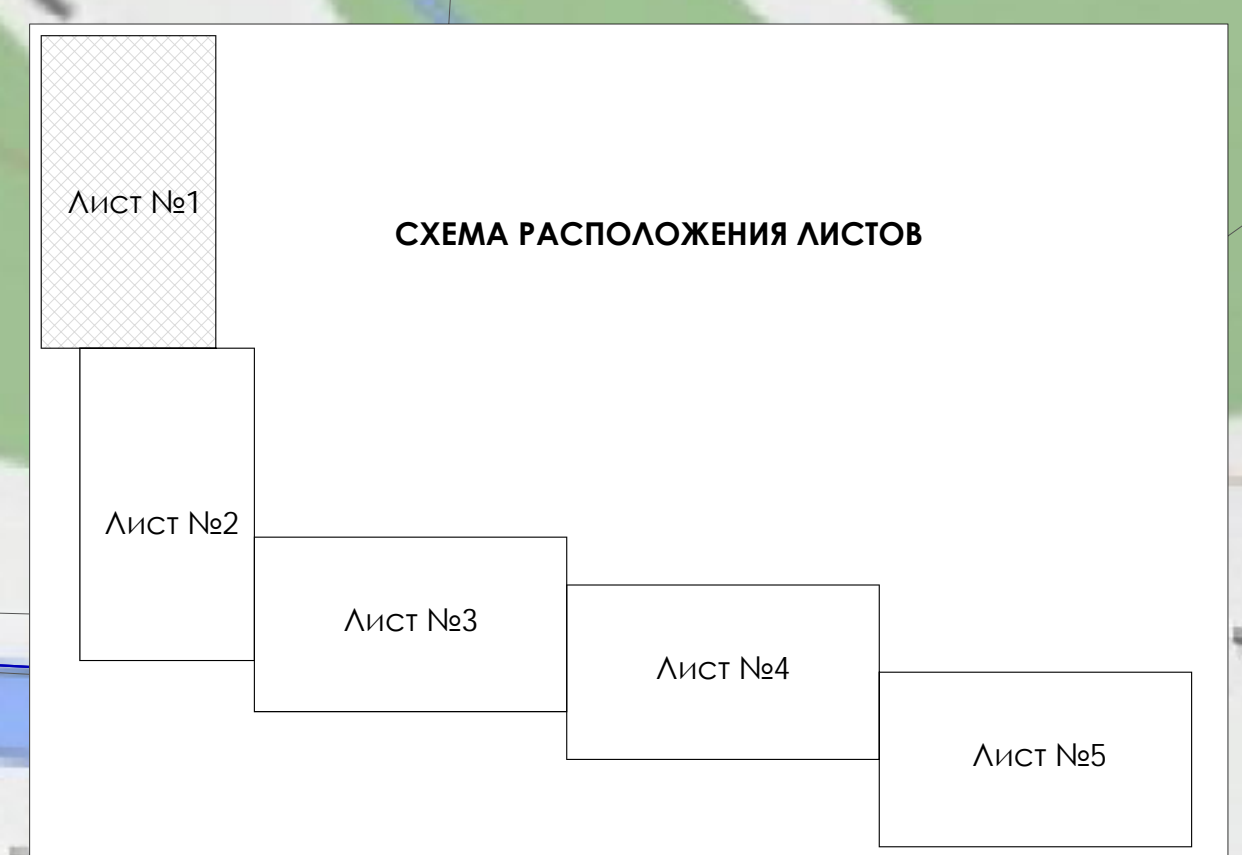 Лист №1
СХЕМА РАСПОЛОЖЕНИЯ ЛИСТОВ
Лист №2
Лист №3
Лист №4
Лист №5